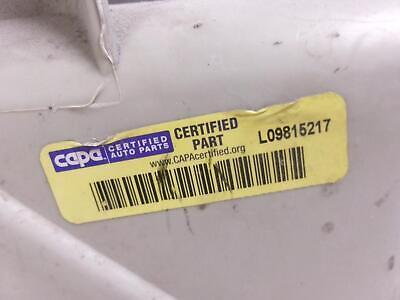 capa CERTIFIED
AUTO PARTS
CERTIFIED
PART
www.CAPAcertified.org
L09815217